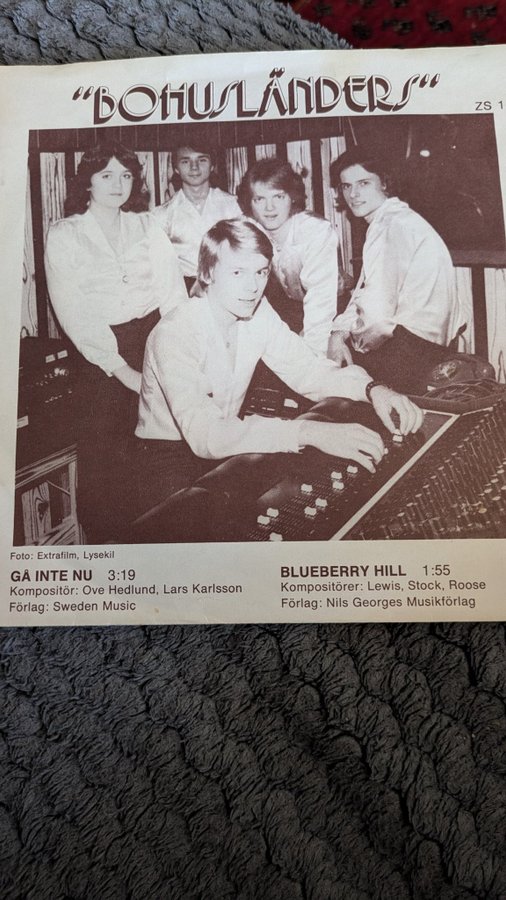 "BOHUSLÄNDERS"
ZS 1
Foto: Extrafilm, Lysekil
GÅ INTE NU 3:19
Kompositör: Ove Hedlund, Lars Karlsson
Förlag: Sweden Music
BLUEBERRY HILL 1:55
Kompositörer: Lewis, Stock, Roose
Förlag: Nils Georges Musikförlag